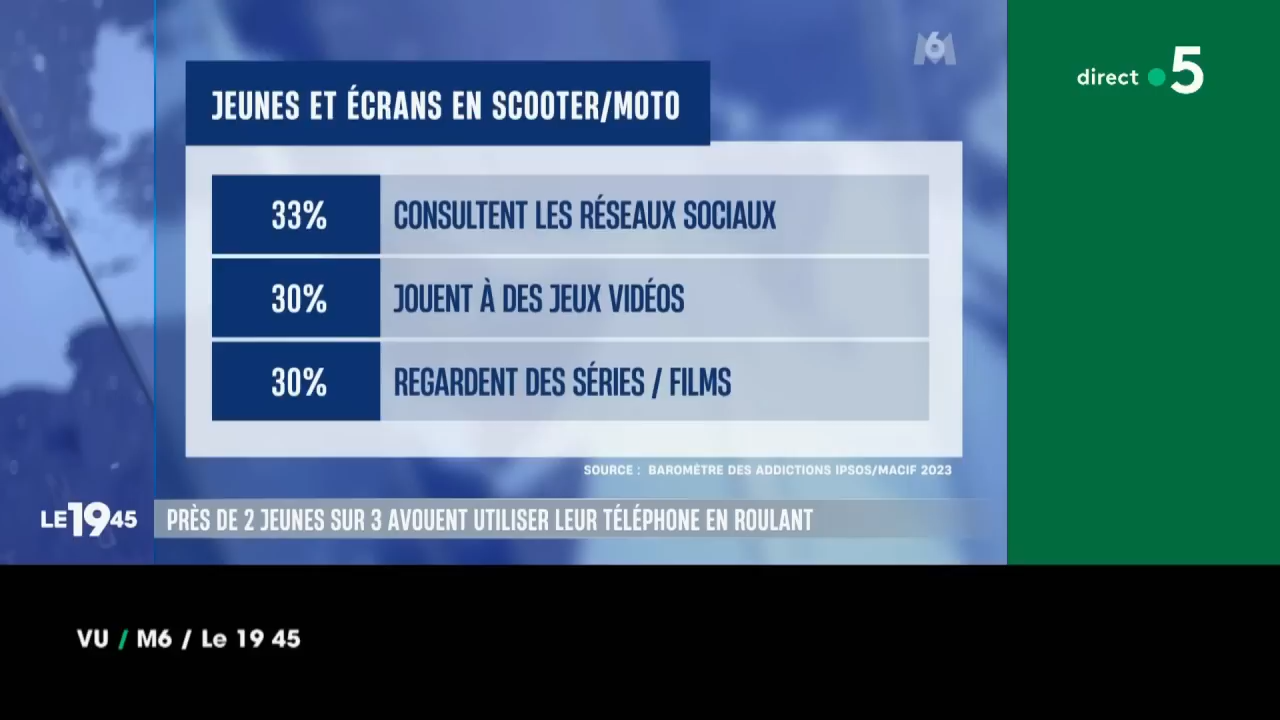 M6
direct 5
JEUNES ET ÉCRANS EN SCOOTER/MOTO
33% CONSULTENT LES RÉSEAUX SOCIAUX
30% JOUENT À DES JEUX VIDÉOS
30% REGARDENT DES SÉRIES / FILMS
SOURCE : BAROMÈTRE DES ADDICTIONS IPSOS/MACIF 2023
LE 19 45 PRÈS DE 2 JEUNES SUR 3 AVOUENT UTILISER LEUR TÉLÉPHONE EN ROULANT
VU / M6 / Le 19 45